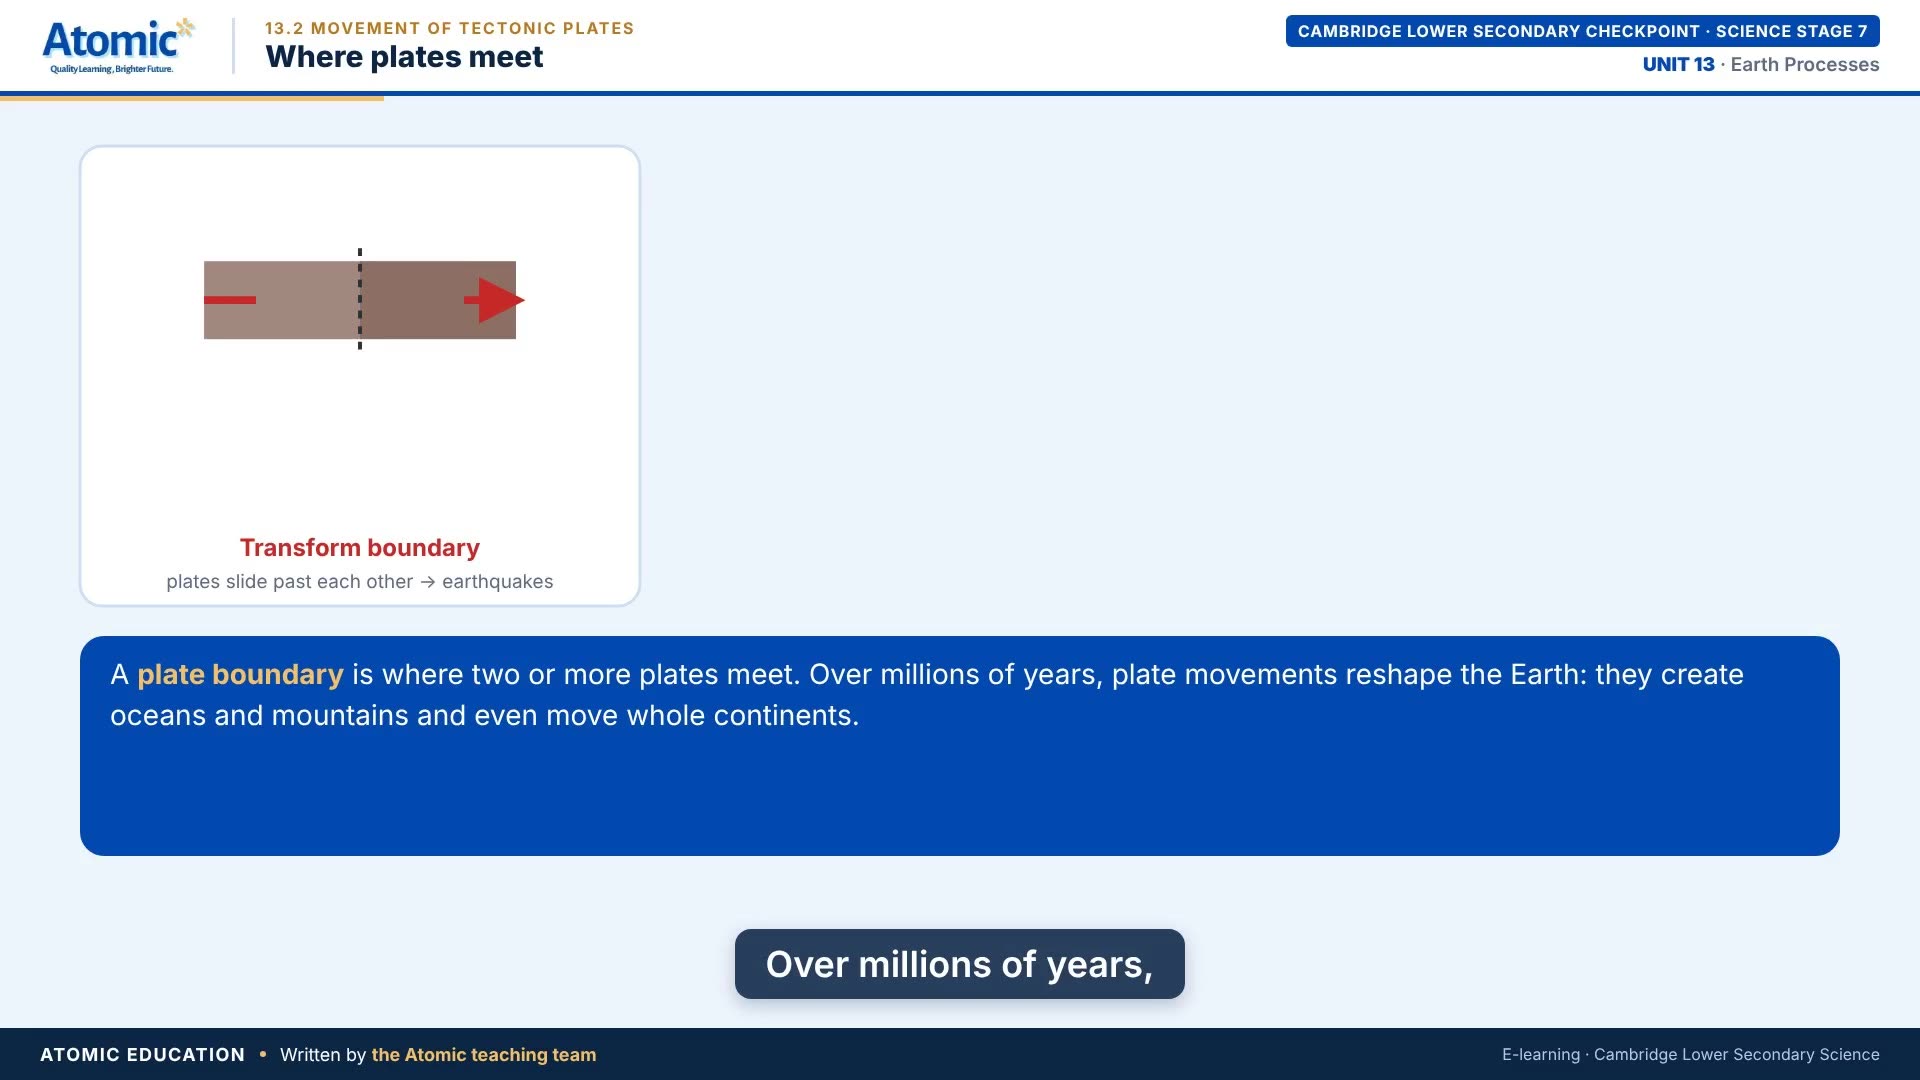 Atomic
Quality Learning, Brighter Future.
13.2 MOVEMENT OF TECTONIC PLATES
Where plates meet
CAMBRIDGE LOWER SECONDARY CHECKPOINT · SCIENCE STAGE 7
UNIT 13 · Earth Processes
Transform boundary
plates slide past each other → earthquakes
A plate boundary is where two or more plates meet. Over millions of years, plate movements reshape the Earth: they create
oceans and mountains and even move whole continents.
Over millions of years,
ATOMIC EDUCATION • Written by the Atomic teaching team
E-learning · Cambridge Lower Secondary Science